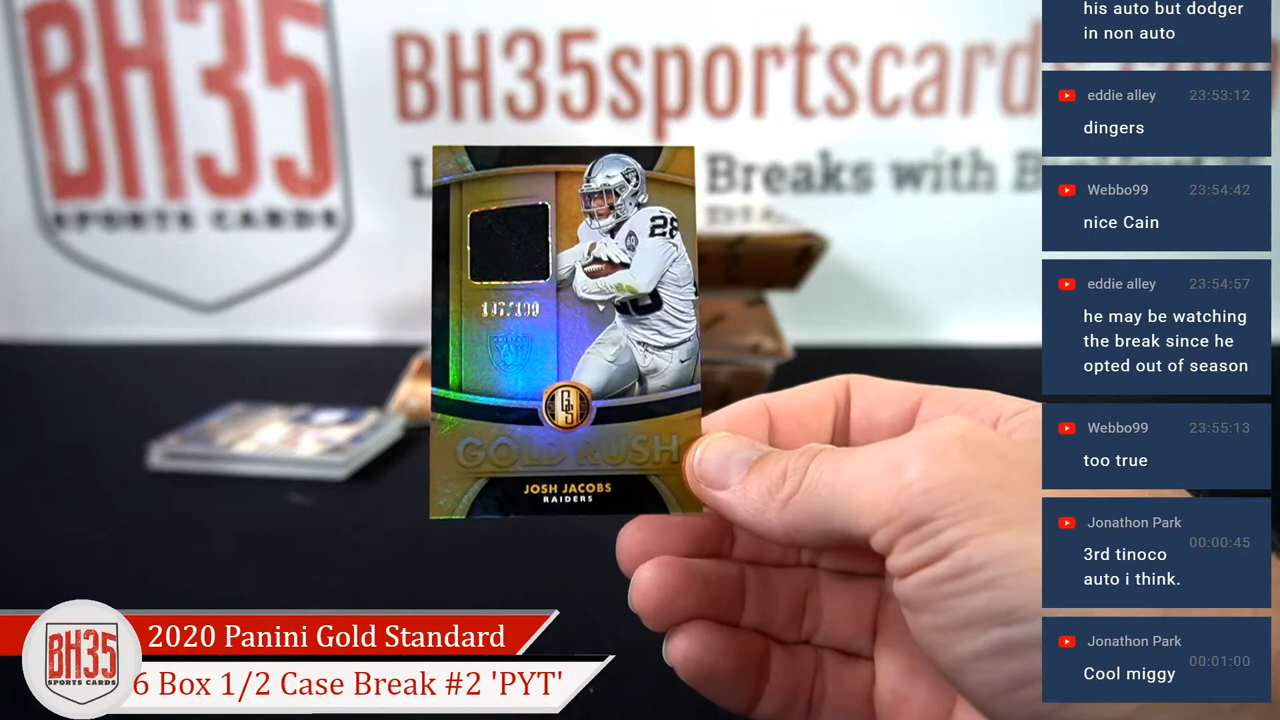 BH35
SPORTS CARDS
BH35sportscards
Breaks with
28
GS
GOLD RUSH
JOSH JACOBS
RAIDERS
BH35
SPORTS CARDS
2020 Panini Gold Standard
6 Box 1/2 Case Break #2 'PYT'
his auto but dodger
in non auto
eddie alley 23:53:12
dingers
Webbo99 23:54:42
nice Cain
eddie alley 23:54:57
he may be watching
the break since he
opted out of season
Webbo99 23:55:13
too true
Jonathon Park 00:00:45
3rd tinoco
auto i think.
Jonathon Park 00:01:00
Cool miggy